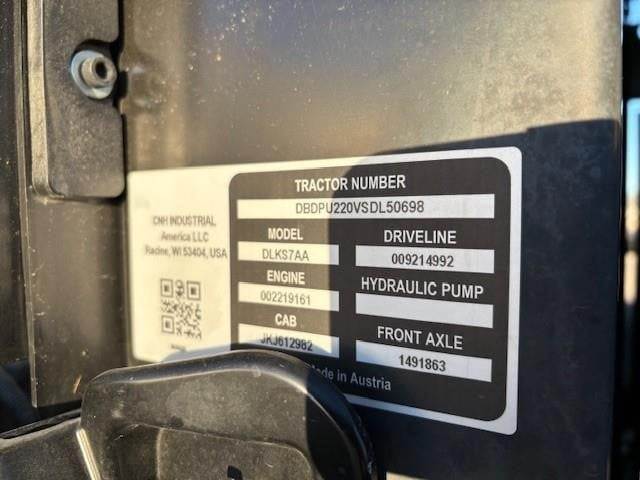 CNH INDUSTRIAL
America LLC
Racine, WI 53404, USA
TRACTOR NUMBER
DBDPU220VSDL50698
MODEL
DLKS7AA
DRIVELINE
009214992
ENGINE
002219161
HYDRAULIC PUMP
CAB
JKJ612982
FRONT AXLE
1491863
Made in Austria